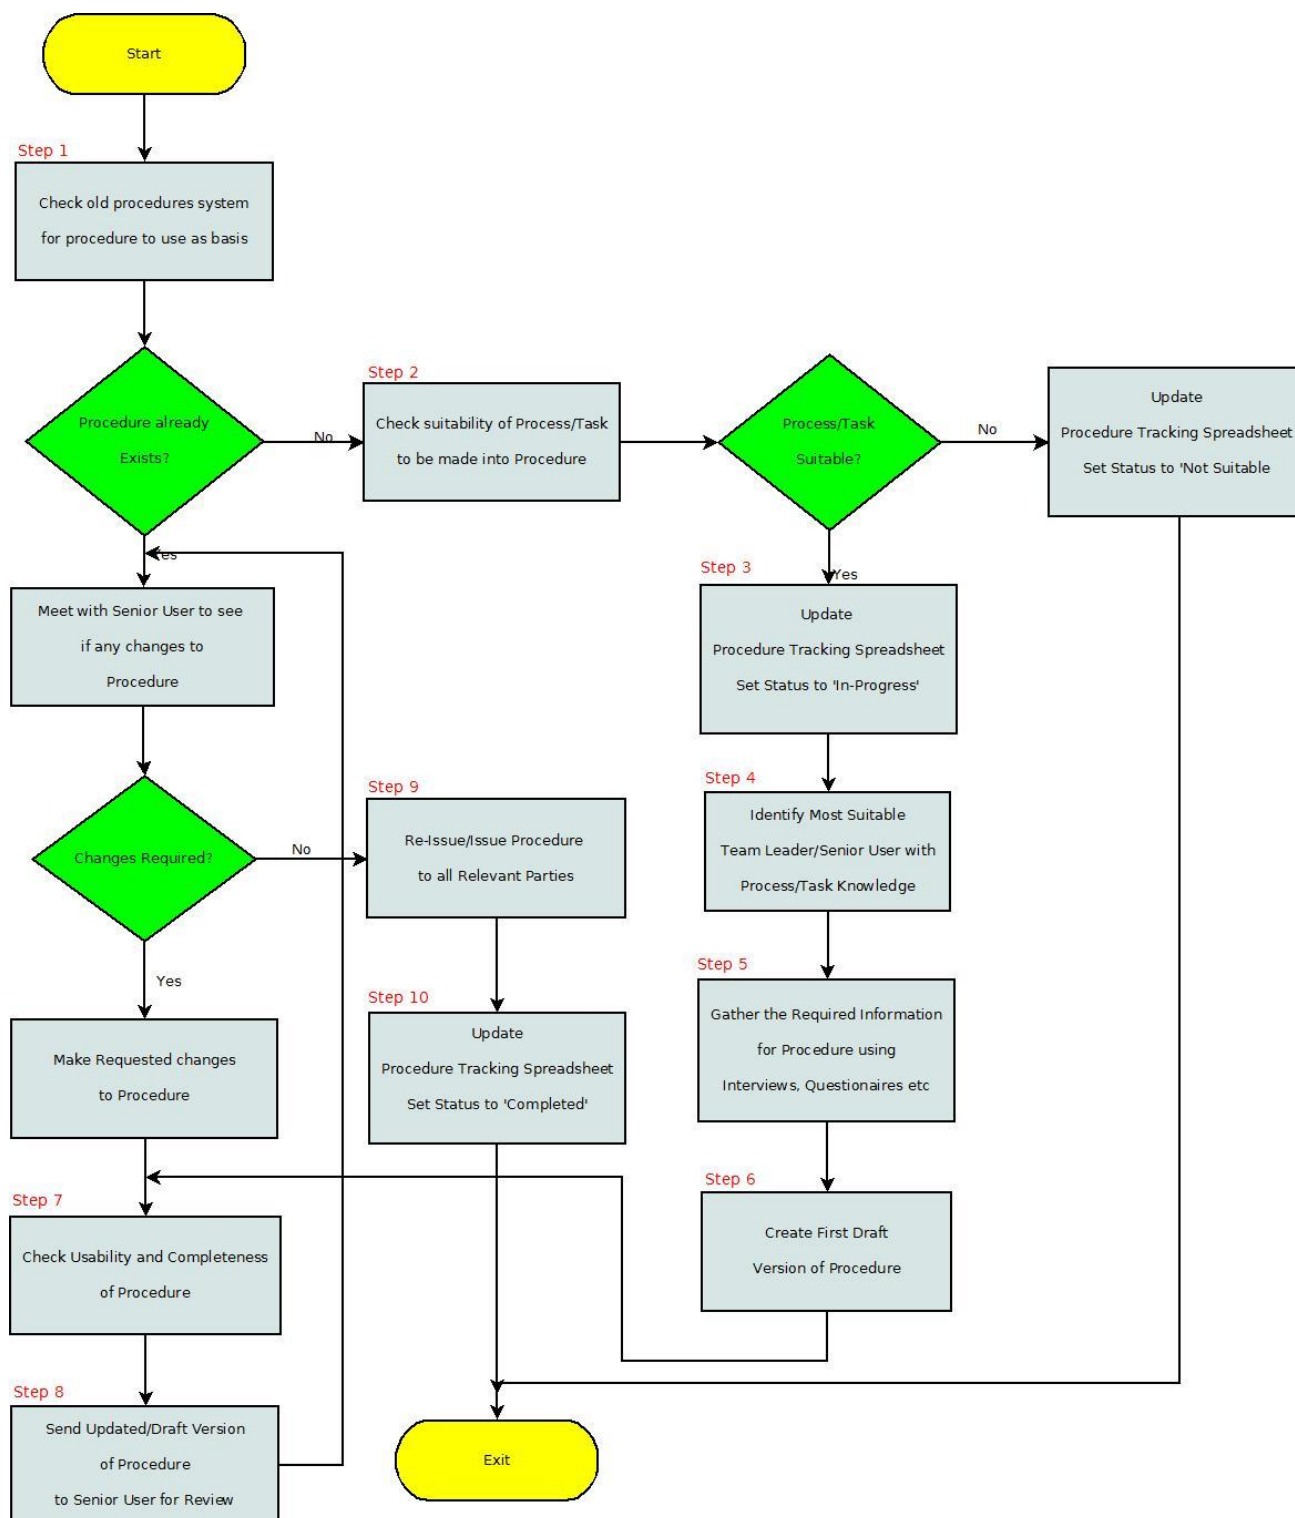 Start
Step 1
Check old procedures system
for procedure to use as basis
Procedure already
Exists?
No
Step 2
Check suitability of Process/Task
to be made into Procedure
Process/Task
Suitable?
No
Update
Procedure Tracking Spreadsheet
Set Status to 'Not Suitable
Yes
Meet with Senior User to see
if any changes to
Procedure
Yes
Step 3
Update
Procedure Tracking Spreadsheet
Set Status to 'In-Progress'
Step 4
Identify Most Suitable
Team Leader/Senior User with
Process/Task Knowledge
Changes Required?
No
Step 9
Re-Issue/Issue Procedure
to all Relevant Parties
Yes
Step 5
Gather the Required Information
for Procedure using
Interviews, Questionaires etc
Make Requested changes
to Procedure
Step 10
Update
Procedure Tracking Spreadsheet
Set Status to 'Completed'
Step 6
Create First Draft
Version of Procedure
Step 7
Check Usability and Completeness
of Procedure
Step 8
Send Updated/Draft Version
of Procedure
to Senior User for Review
Exit